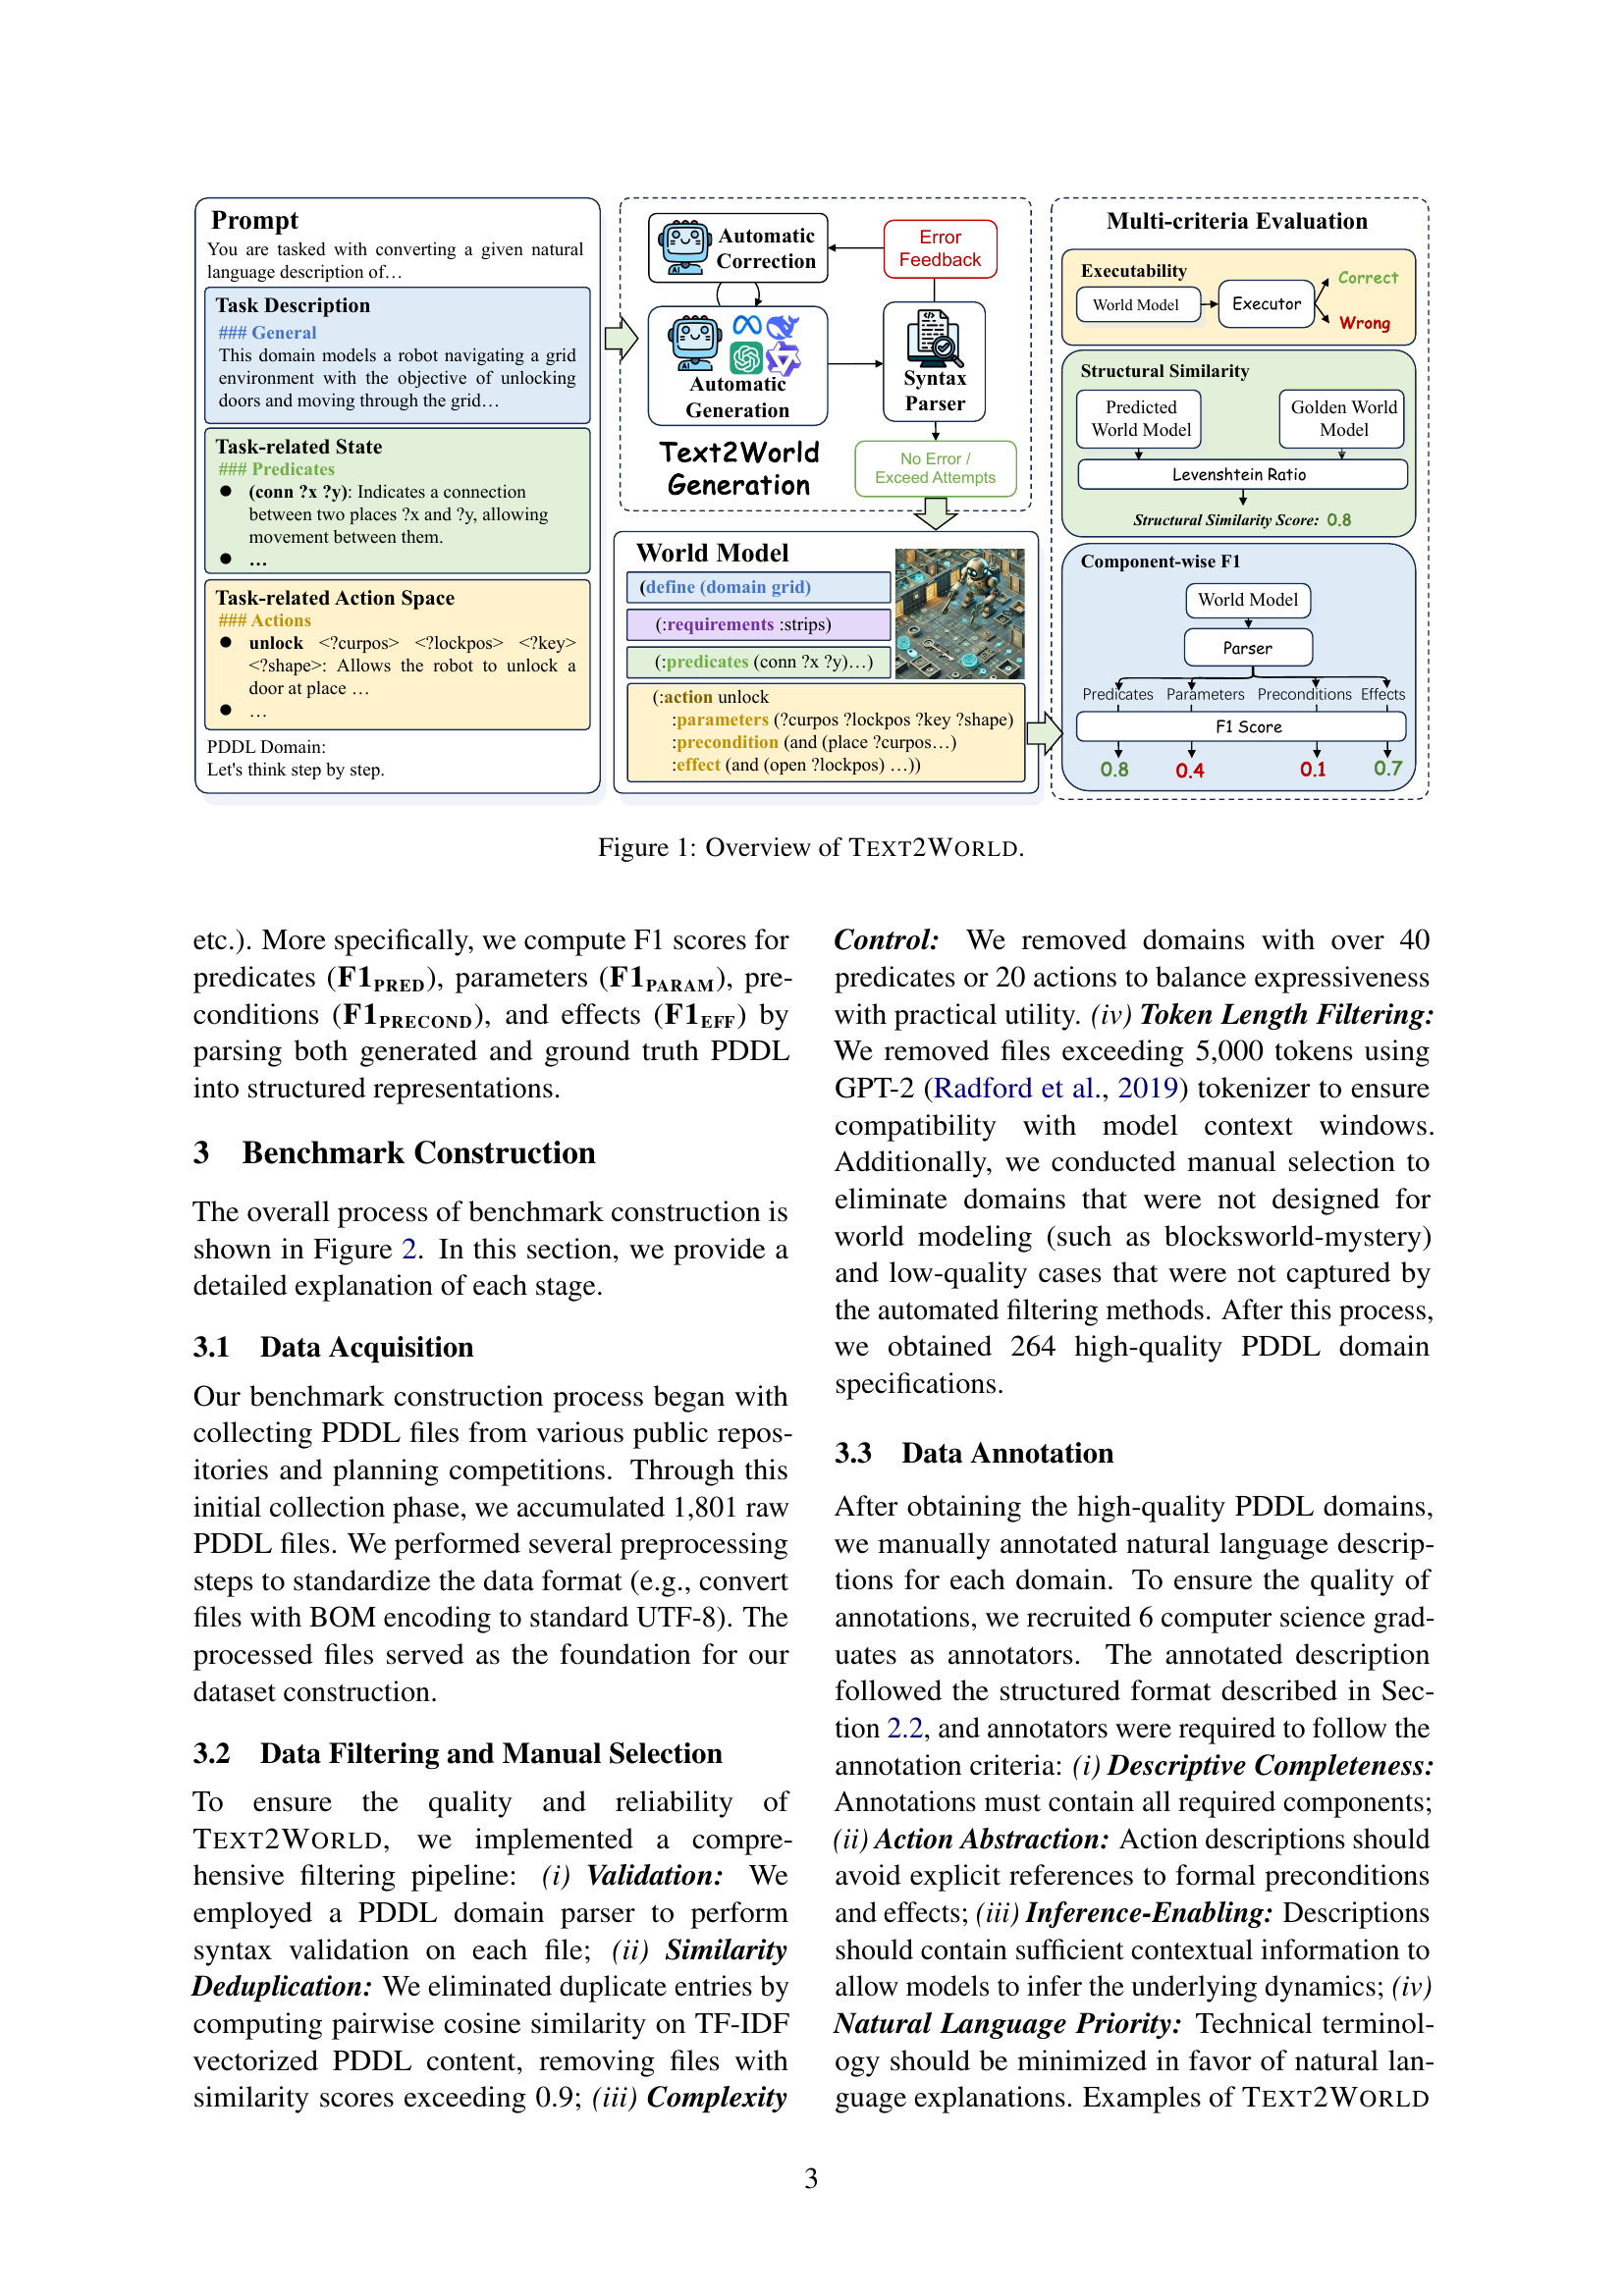 Prompt
You are tasked with converting a given natural
language description of…
Task Description
### General
This domain models a robot navigating a grid
environment with the objective of unlocking
doors and moving through the grid…
Task-related State
### Predicates
● (conn ?x ?y): Indicates a connection
between two places ?x and ?y, allowing
movement between them.
● …
Task-related Action Space
### Actions
● unlock <?curpos> <?lockpos> <?key>
<?shape>: Allows the robot to unlock a
door at place …
● …
PDDL Domain:
Let's think step by step.
Automatic
Correction
Error
Feedback
AI
Automatic
Generation
AI
Syntax
Parser
Text2World
Generation
No Error /
Exceed Attempts
World Model
(define (domain grid)
(:requirements :strips)
(:predicates (conn ?x ?y)…)
(:action unlock
:parameters (?curpos ?lockpos ?key ?shape)
:precondition (and (place ?curpos…)
:effect (and (open ?lockpos) …))
Multi-criteria Evaluation
Executability
World Model
Executor
Correct
Wrong
Structural Similarity
Predicted
World Model
Golden World
Model
Levenshtein Ratio
Structural Similarity Score: 0.8
Component-wise F1
World Model
Parser
Predicates Parameters Preconditions Effects
F1 Score
0.8 0.4 0.1 0.7
Figure 1: Overview of TEXT2WORLD.
etc.). More specifically, we compute F1 scores for
predicates (F1PRED), parameters (F1PARAM), pre-
conditions (F1PRECOND), and effects (F1EFF) by
parsing both generated and ground truth PDDL
into structured representations.
3 Benchmark Construction
The overall process of benchmark construction is
shown in Figure 2. In this section, we provide a
detailed explanation of each stage.
3.1 Data Acquisition
Our benchmark construction process began with
collecting PDDL files from various public repos-
itories and planning competitions. Through this
initial collection phase, we accumulated 1,801 raw
PDDL files. We performed several preprocessing
steps to standardize the data format (e.g., convert
files with BOM encoding to standard UTF-8). The
processed files served as the foundation for our
dataset construction.
3.2 Data Filtering and Manual Selection
To ensure the quality and reliability of
TEXT2WORLD, we implemented a compre-
hensive filtering pipeline: (i) Validation: We
employed a PDDL domain parser to perform
syntax validation on each file; (ii) Similarity
Deduplication: We eliminated duplicate entries by
computing pairwise cosine similarity on TF-IDF
vectorized PDDL content, removing files with
similarity scores exceeding 0.9; (iii) Complexity
Control: We removed domains with over 40
predicates or 20 actions to balance expressiveness
with practical utility. (iv) Token Length Filtering:
We removed files exceeding 5,000 tokens using
GPT-2 (Radford et al., 2019) tokenizer to ensure
compatibility with model context windows.
Additionally, we conducted manual selection to
eliminate domains that were not designed for
world modeling (such as blocksworld-mystery)
and low-quality cases that were not captured by
the automated filtering methods. After this process,
we obtained 264 high-quality PDDL domain
specifications.
3.3 Data Annotation
After obtaining the high-quality PDDL domains,
we manually annotated natural language descrip-
tions for each domain. To ensure the quality of
annotations, we recruited 6 computer science grad-
uates as annotators. The annotated description
followed the structured format described in Sec-
tion 2.2, and annotators were required to follow the
annotation criteria: (i) Descriptive Completeness:
Annotations must contain all required components;
(ii) Action Abstraction: Action descriptions should
avoid explicit references to formal preconditions
and effects; (iii) Inference-Enabling: Descriptions
should contain sufficient contextual information to
allow models to infer the underlying dynamics; (iv)
Natural Language Priority: Technical terminol-
ogy should be minimized in favor of natural lan-
guage explanations. Examples of TEXT2WORLD
3